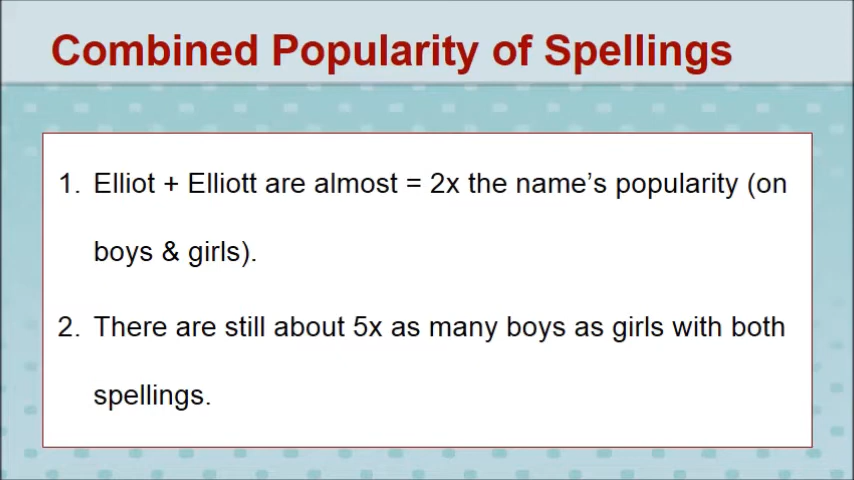 Combined Popularity of Spellings
1. Elliot + Elliott are almost = 2x the name’s popularity (on
boys & girls).
2. There are still about 5x as many boys as girls with both
spellings.